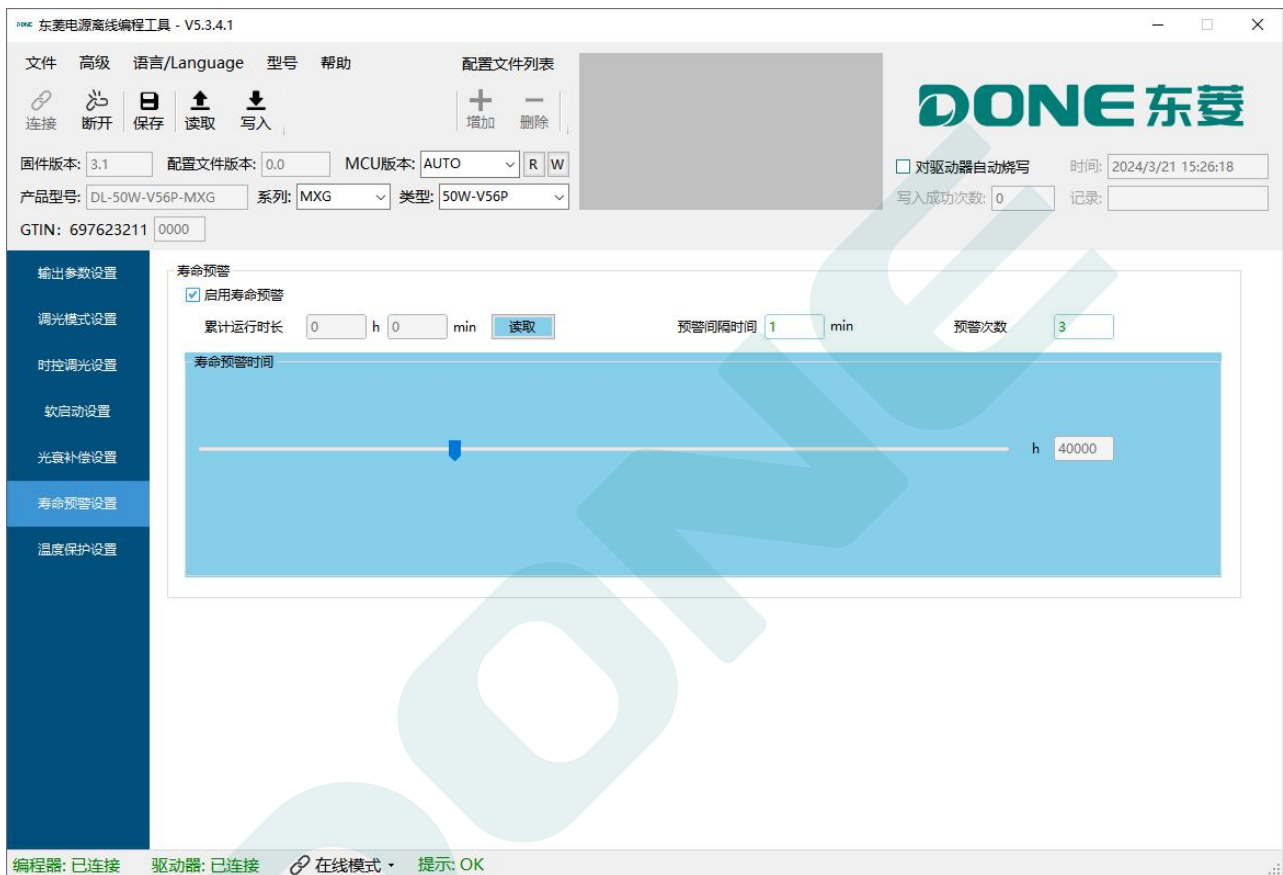 DONE 东菱电源离线编程工具 - V5.3.4.1
文件 高级 语言/Language 型号 帮助 配置文件列表
连接 断开 保存 读取 写入 增加 删除
DONE 东菱
固件版本: 3.1 配置文件版本: 0.0 MCU版本: AUTO R W
对驱动器自动烧写 时间: 2024/3/21 15:26:18
产品型号: DL-50W-V56P-MXG 系列: MXG 类型: 50W-V56P
写入成功次数: 0 记录:
GTIN: 697623211 0000
输出参数设置
调光模式设置
时控调光设置
软启动设置
光衰补偿设置
寿命预警设置
温度保护设置
寿命预警
启用寿命预警
累计运行时长 0 h 0 min 读取 预警间隔时间 1 min 预警次数 3
寿命预警时间
h 40000
DONE
编程器: 已连接 驱动器: 已连接 在线模式 提示: OK